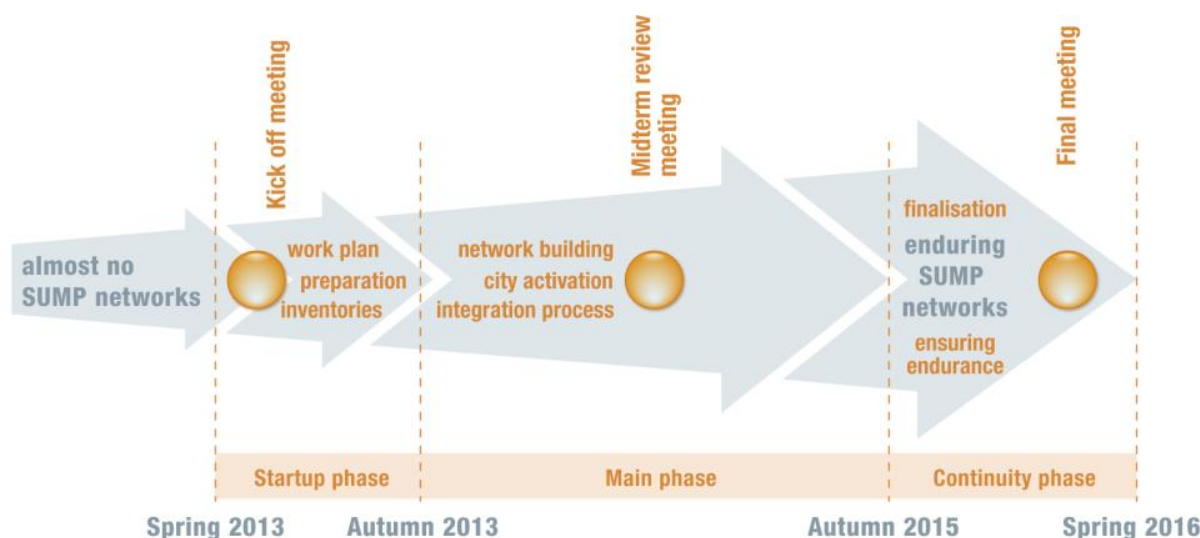 Kick off meeting
Midterm review
meeting
Final meeting
almost no
SUMP networks
work plan
preparation
inventories
network building
city activation
integration process
finalisation
enduring
SUMP
networks
ensuring
endurance
Startup phase
Main phase
Continuity phase
Spring 2013
Autumn 2013
Autumn 2015
Spring 2016